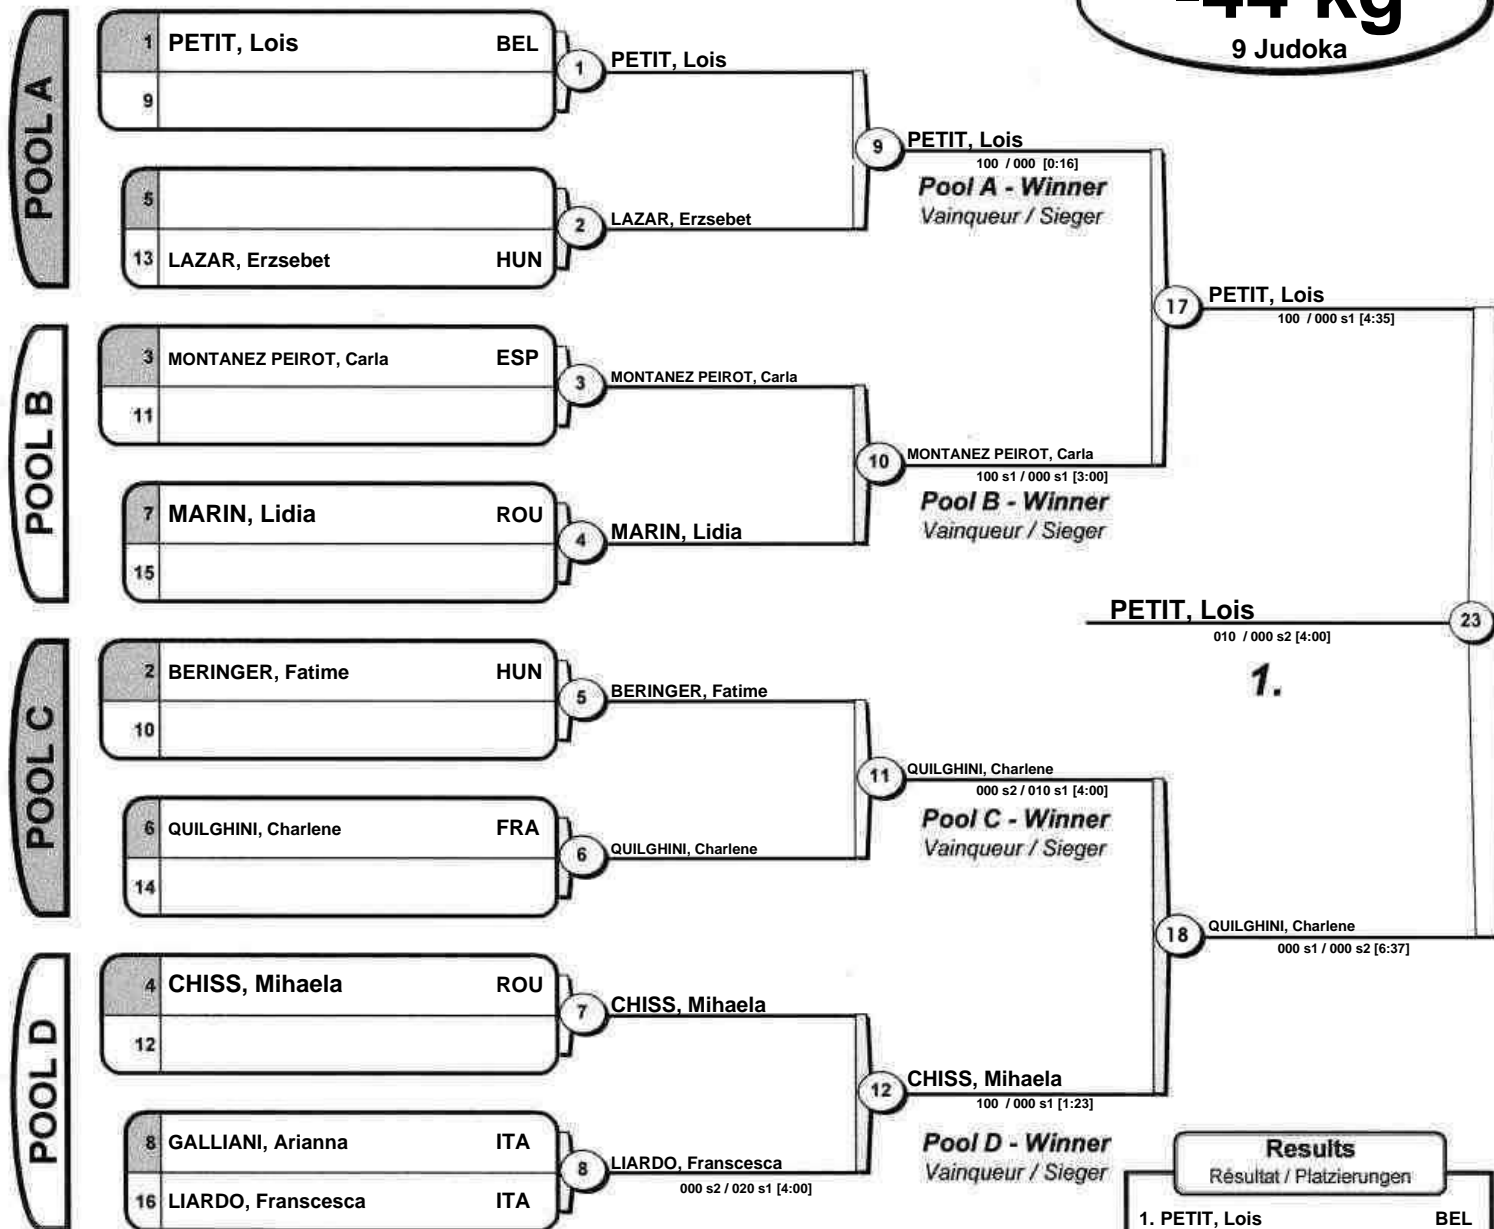 -44 kg
9 Judoka
POOL A
1 PETIT, Lois BEL
9
1 PETIT, Lois
5
13 LAZAR, Erzsebet HUN
2 LAZAR, Erzsebet
9 PETIT, Lois
100 / 000 [0:16]
Pool A - Winner
Vainqueur / Sieger
POOL B
3 MONTANEZ PEIROT, Carla ESP
11
3 MONTANEZ PEIROT, Carla
7 MARIN, Lidia ROU
15
4 MARIN, Lidia
10 MONTANEZ PEIROT, Carla
100 s1 / 000 s1 [3:00]
Pool B - Winner
Vainqueur / Sieger
17 PETIT, Lois
100 / 000 s1 [4:35]
PETIT, Lois 23
010 / 000 s2 [4:00]
1.
POOL C
2 BERINGER, Fatime HUN
10
5 BERINGER, Fatime
6 QUILGHINI, Charlene FRA
14
6 QUILGHINI, Charlene
11 QUILGHINI, Charlene
000 s2 / 010 s1 [4:00]
Pool C - Winner
Vainqueur / Sieger
18 QUILGHINI, Charlene
000 s1 / 000 s2 [6:37]
POOL D
4 CHISS, Mihaela ROU
12
7 CHISS, Mihaela
8 GALLIANI, Arianna ITA
16 LIARDO, Franscesca ITA
8 LIARDO, Franscesca
000 s2 / 020 s1 [4:00]
12 CHISS, Mihaela
100 / 000 s1 [1:23]
Pool D - Winner
Vainqueur / Sieger
Results
Résultat / Platzierungen
1. PETIT, Lois BEL